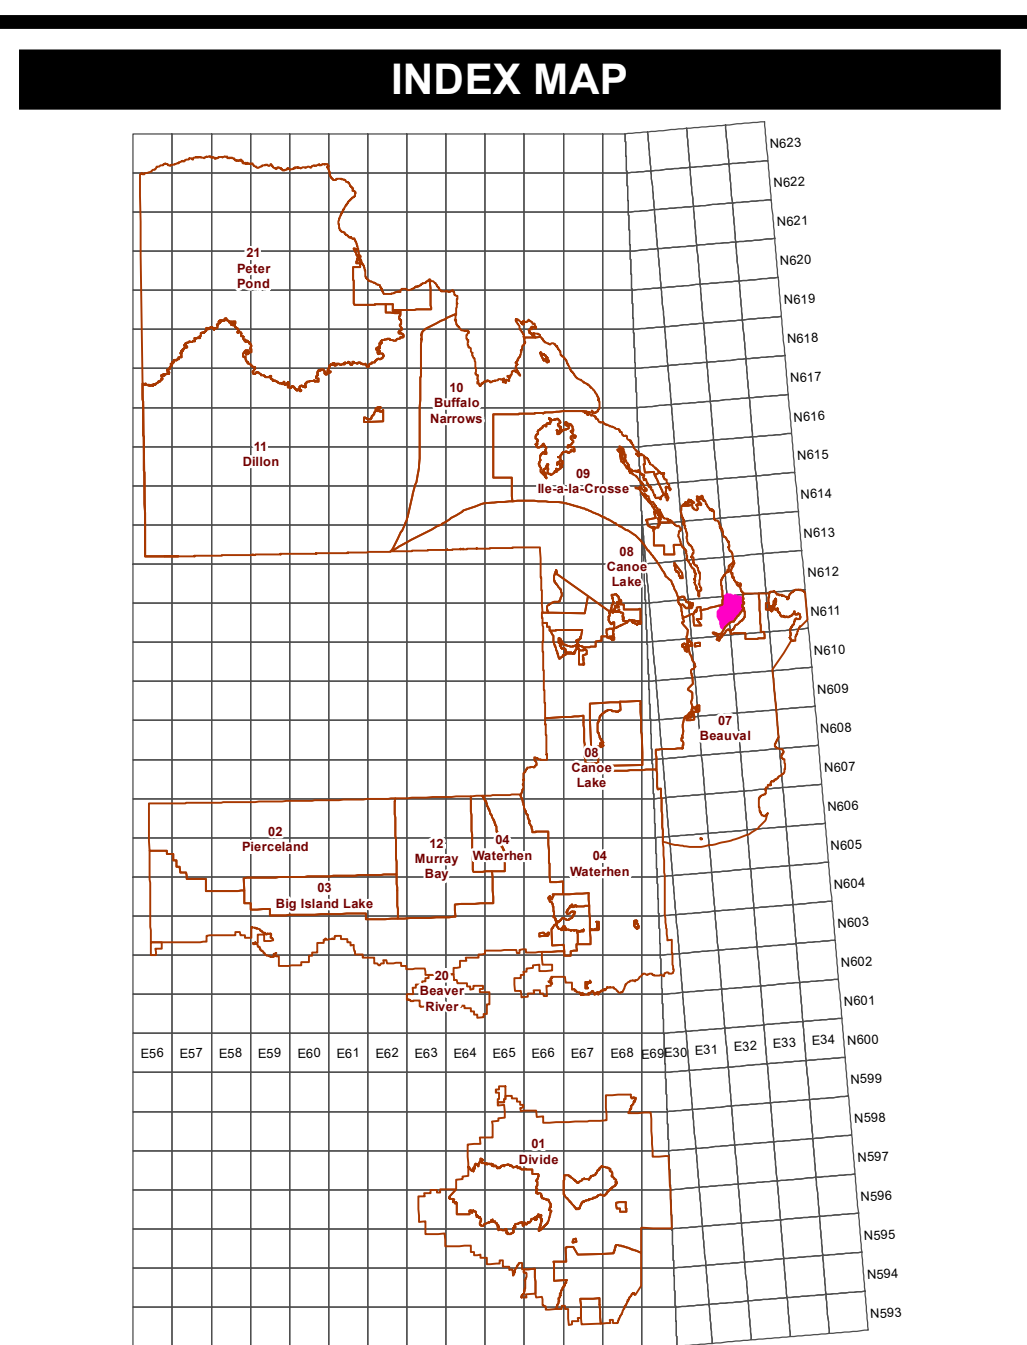 INDEX MAP
N623
N622
N621
N620
N619
N618
N617
N616
N615
N614
N613
N612
N611
N610
N609
N608
N607
N606
N605
N604
N603
N602
N601
N600
N599
N598
N597
N596
N595
N594
N593
21
Peter
Pond
10
Buffalo
Narrows
11
Dillon
09
Ile-a-la-Crosse
08
Canoe
Lake
07
Beauval
08
Canoe
Lake
02
Pierceland
12
Murray
Bay
04
Waterhen
04
Waterhen
03
Big Island Lake
20
Beaver
River
E56 E57 E58 E59 E60 E61 E62 E63 E64 E65 E66 E67 E68 E69 E30 E31 E32 E33 E34
01
Divide